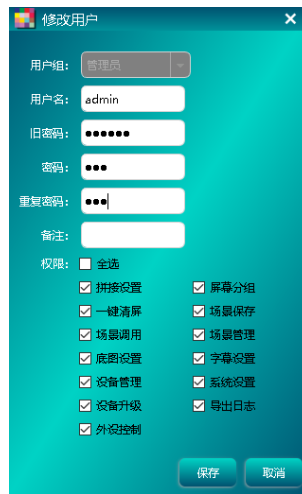 修改用户
用户组: 管理员
用户名: admin
旧密码: ●●●●●●
密码: ●●●
重复密码: ●●●
备注:
权限: 全选
拼接设置 屏幕分组
一键清屏 场景保存
场景调用 场景管理
底图设置 字幕设置
设备管理 系统设置
设备升级 导出日志
外设控制
保存 取消